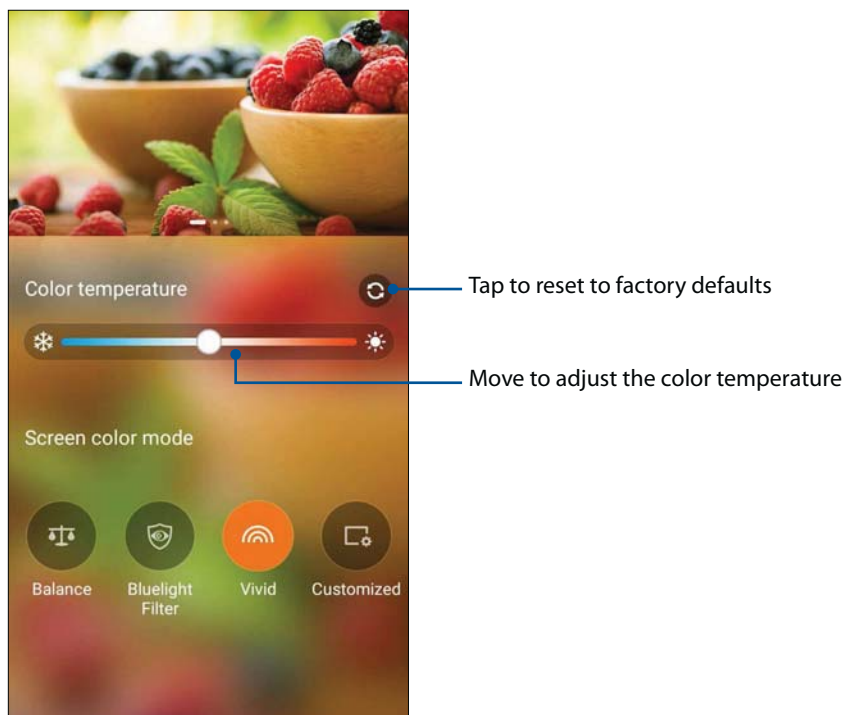 Color temperature
Tap to reset to factory defaults
Move to adjust the color temperature
Screen color mode
Balance
Bluelight
Filter
Vivid
Customized